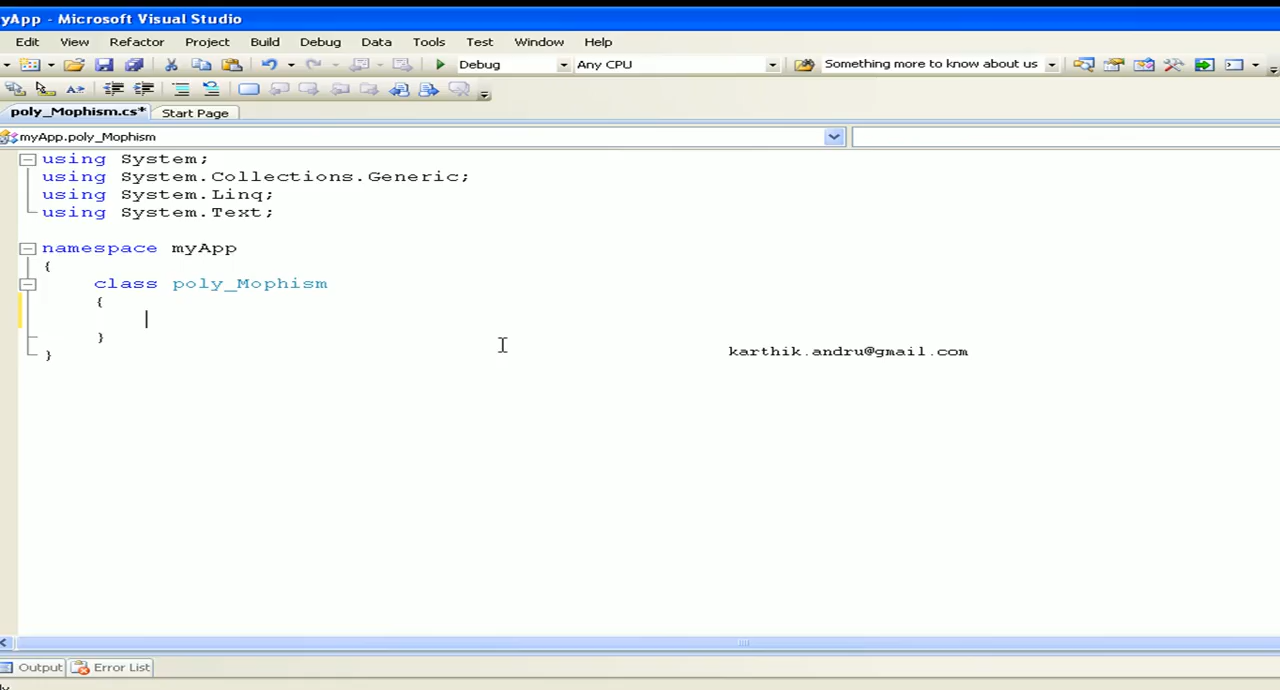 yApp - Microsoft Visual Studio
Edit View Refactor Project Build Debug Data Tools Test Window Help
Debug Any CPU Something more to know about us
poly_Mophism.cs* Start Page
myApp.poly_Mophism
using System;
using System.Collections.Generic;
using System.Linq;
using System.Text;
namespace myApp
{
class poly_Mophism
{
}
}
karthik.andru@gmail.com
Output Error List